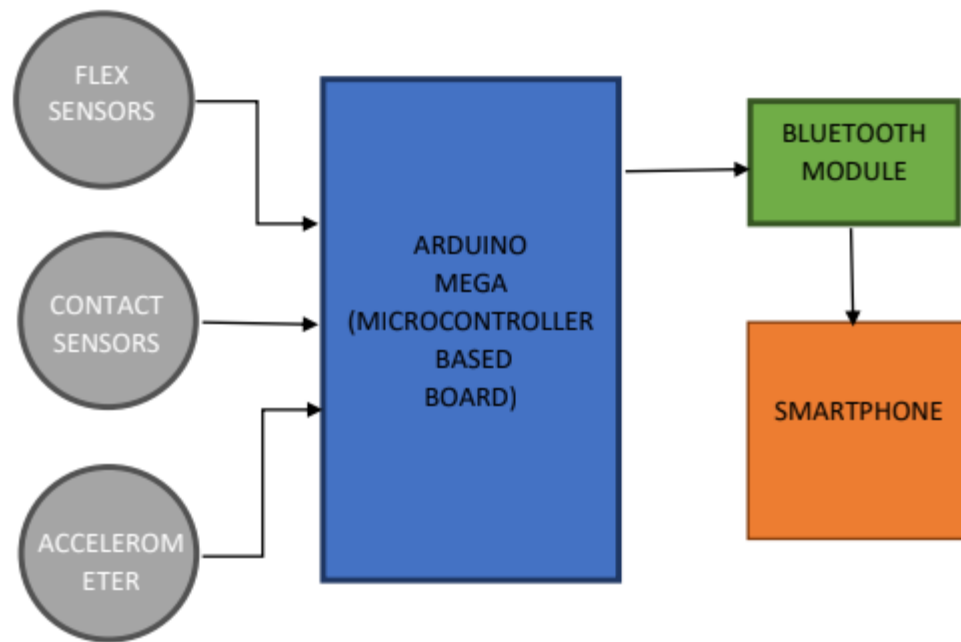 FLEX
SENSORS
CONTACT
SENSORS
ACCELEROM
ETER
ARDUINO
MEGA
(MICROCONTROLLER
BASED
BOARD)
BLUETOOTH
MODULE
SMARTPHONE